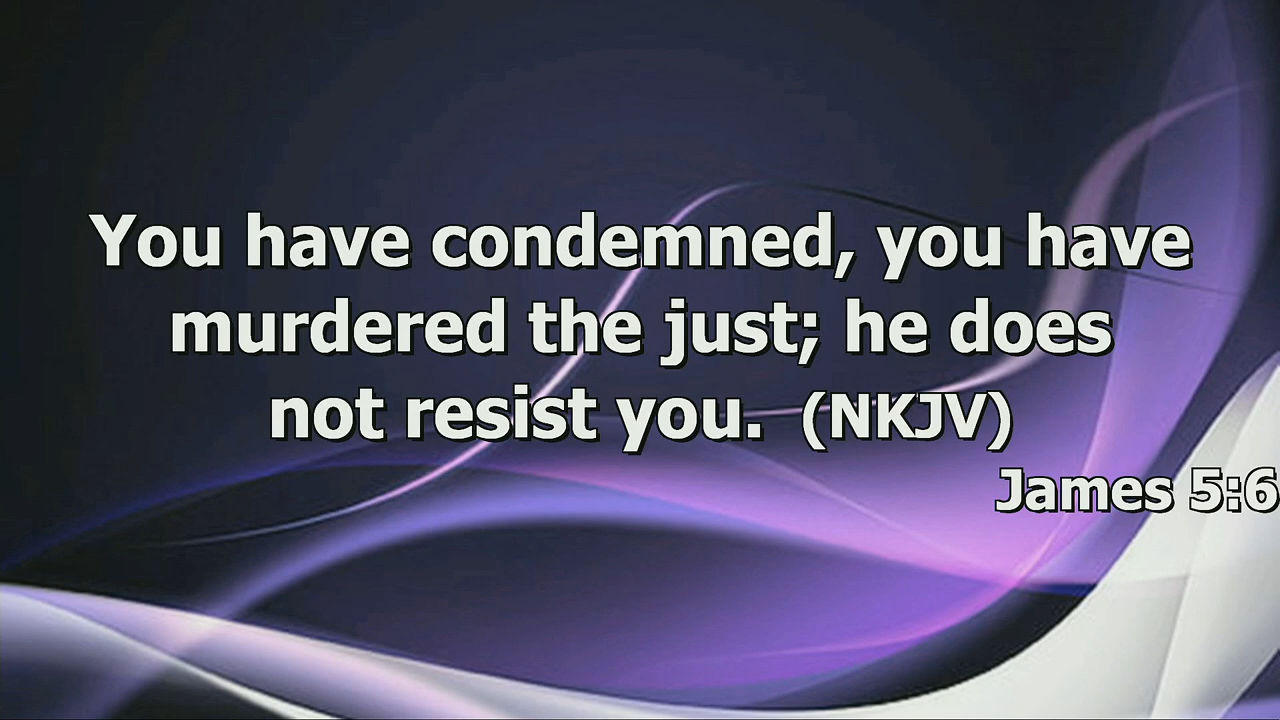 You have condemned, you have
murdered the just; he does
not resist you. (NKJV)
James 5:6